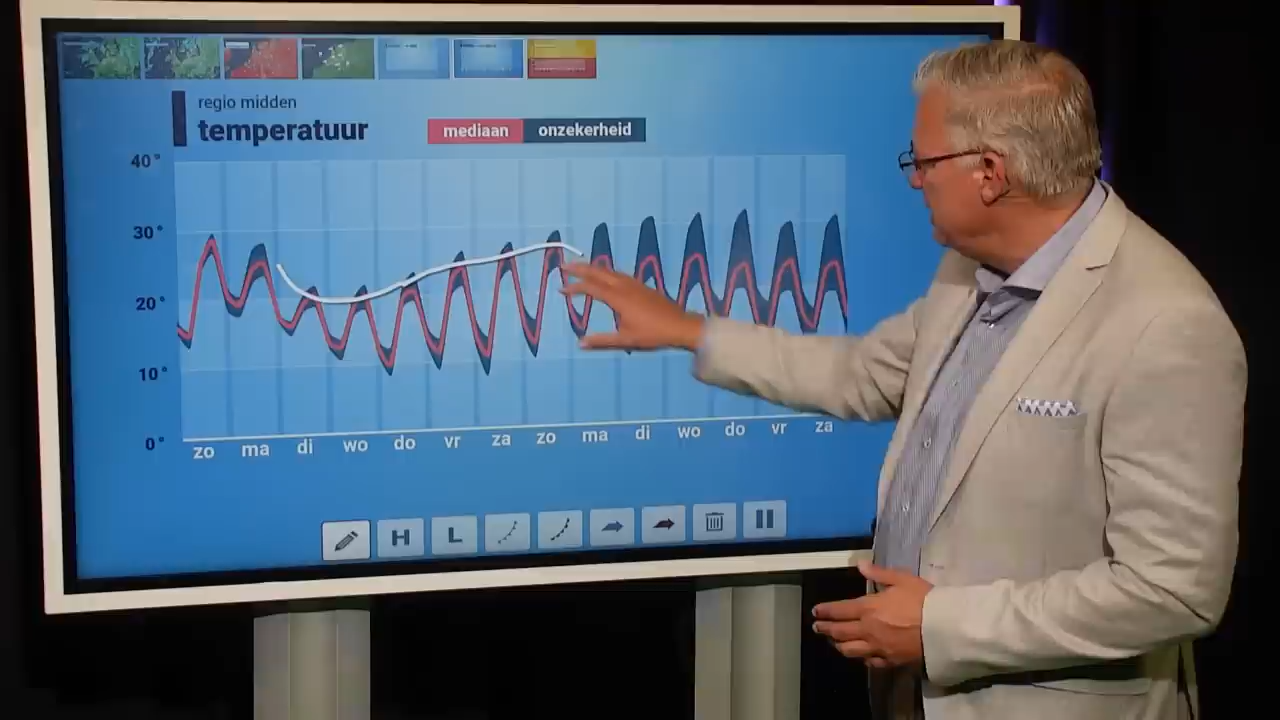 regio midden
temperatuur
mediaan onzekerheid
40°
30°
20°
10°
0°
zo ma di wo do vr za zo ma di wo do vr za
H L